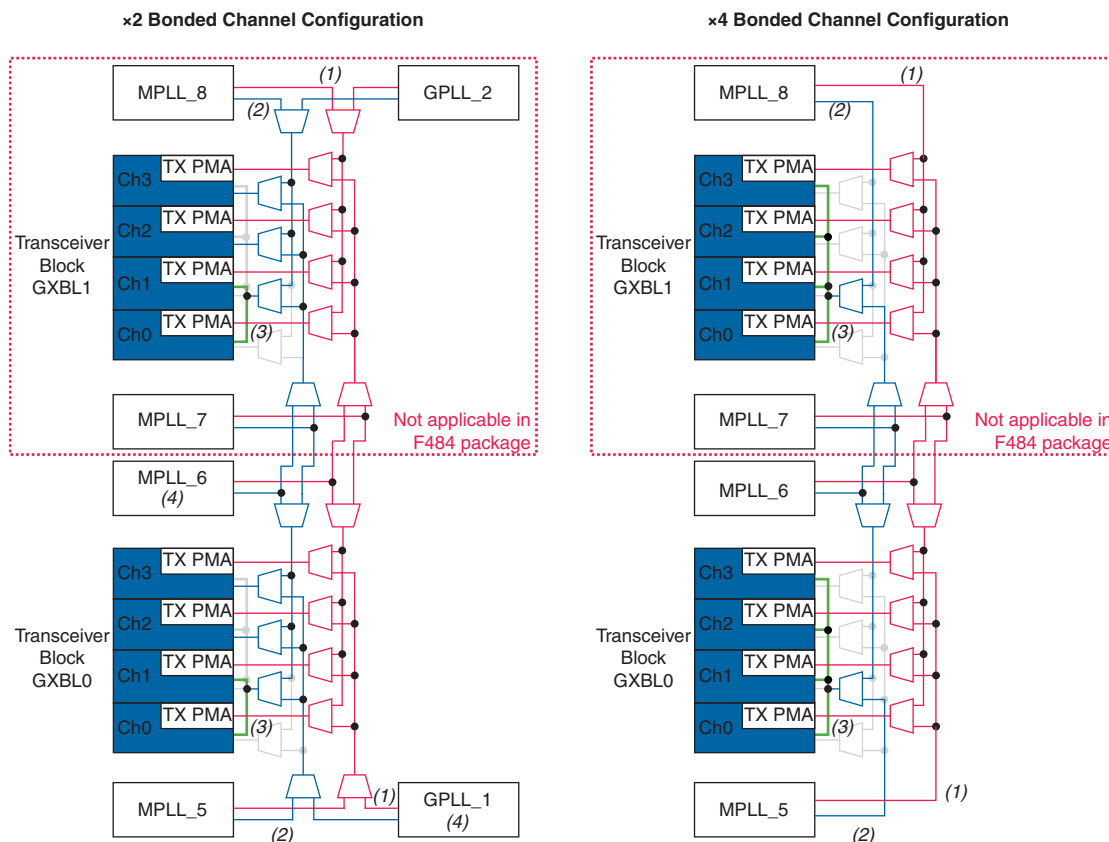 ×2 Bonded Channel Configuration
MPLL_8
(1)
(2)
GPLL_2
Transceiver
Block
GXBL1
TX PMA
Ch3
TX PMA
Ch2
TX PMA
Ch1
TX PMA
Ch0
(3)
MPLL_7
Not applicable in
F484 package
MPLL_6
(4)
Transceiver
Block
GXBL0
TX PMA
Ch3
TX PMA
Ch2
TX PMA
Ch1
TX PMA
Ch0
(3)
MPLL_5
(2)
(1)
GPLL_1
(4)
×4 Bonded Channel Configuration
MPLL_8
(1)
(2)
Transceiver
Block
GXBL1
TX PMA
Ch3
TX PMA
Ch2
TX PMA
Ch1
TX PMA
Ch0
(3)
MPLL_7
Not applicable in
F484 package
MPLL_6
Transceiver
Block
GXBL0
TX PMA
Ch3
TX PMA
Ch2
TX PMA
Ch1
TX PMA
Ch0
(3)
MPLL_5
(1)
(2)